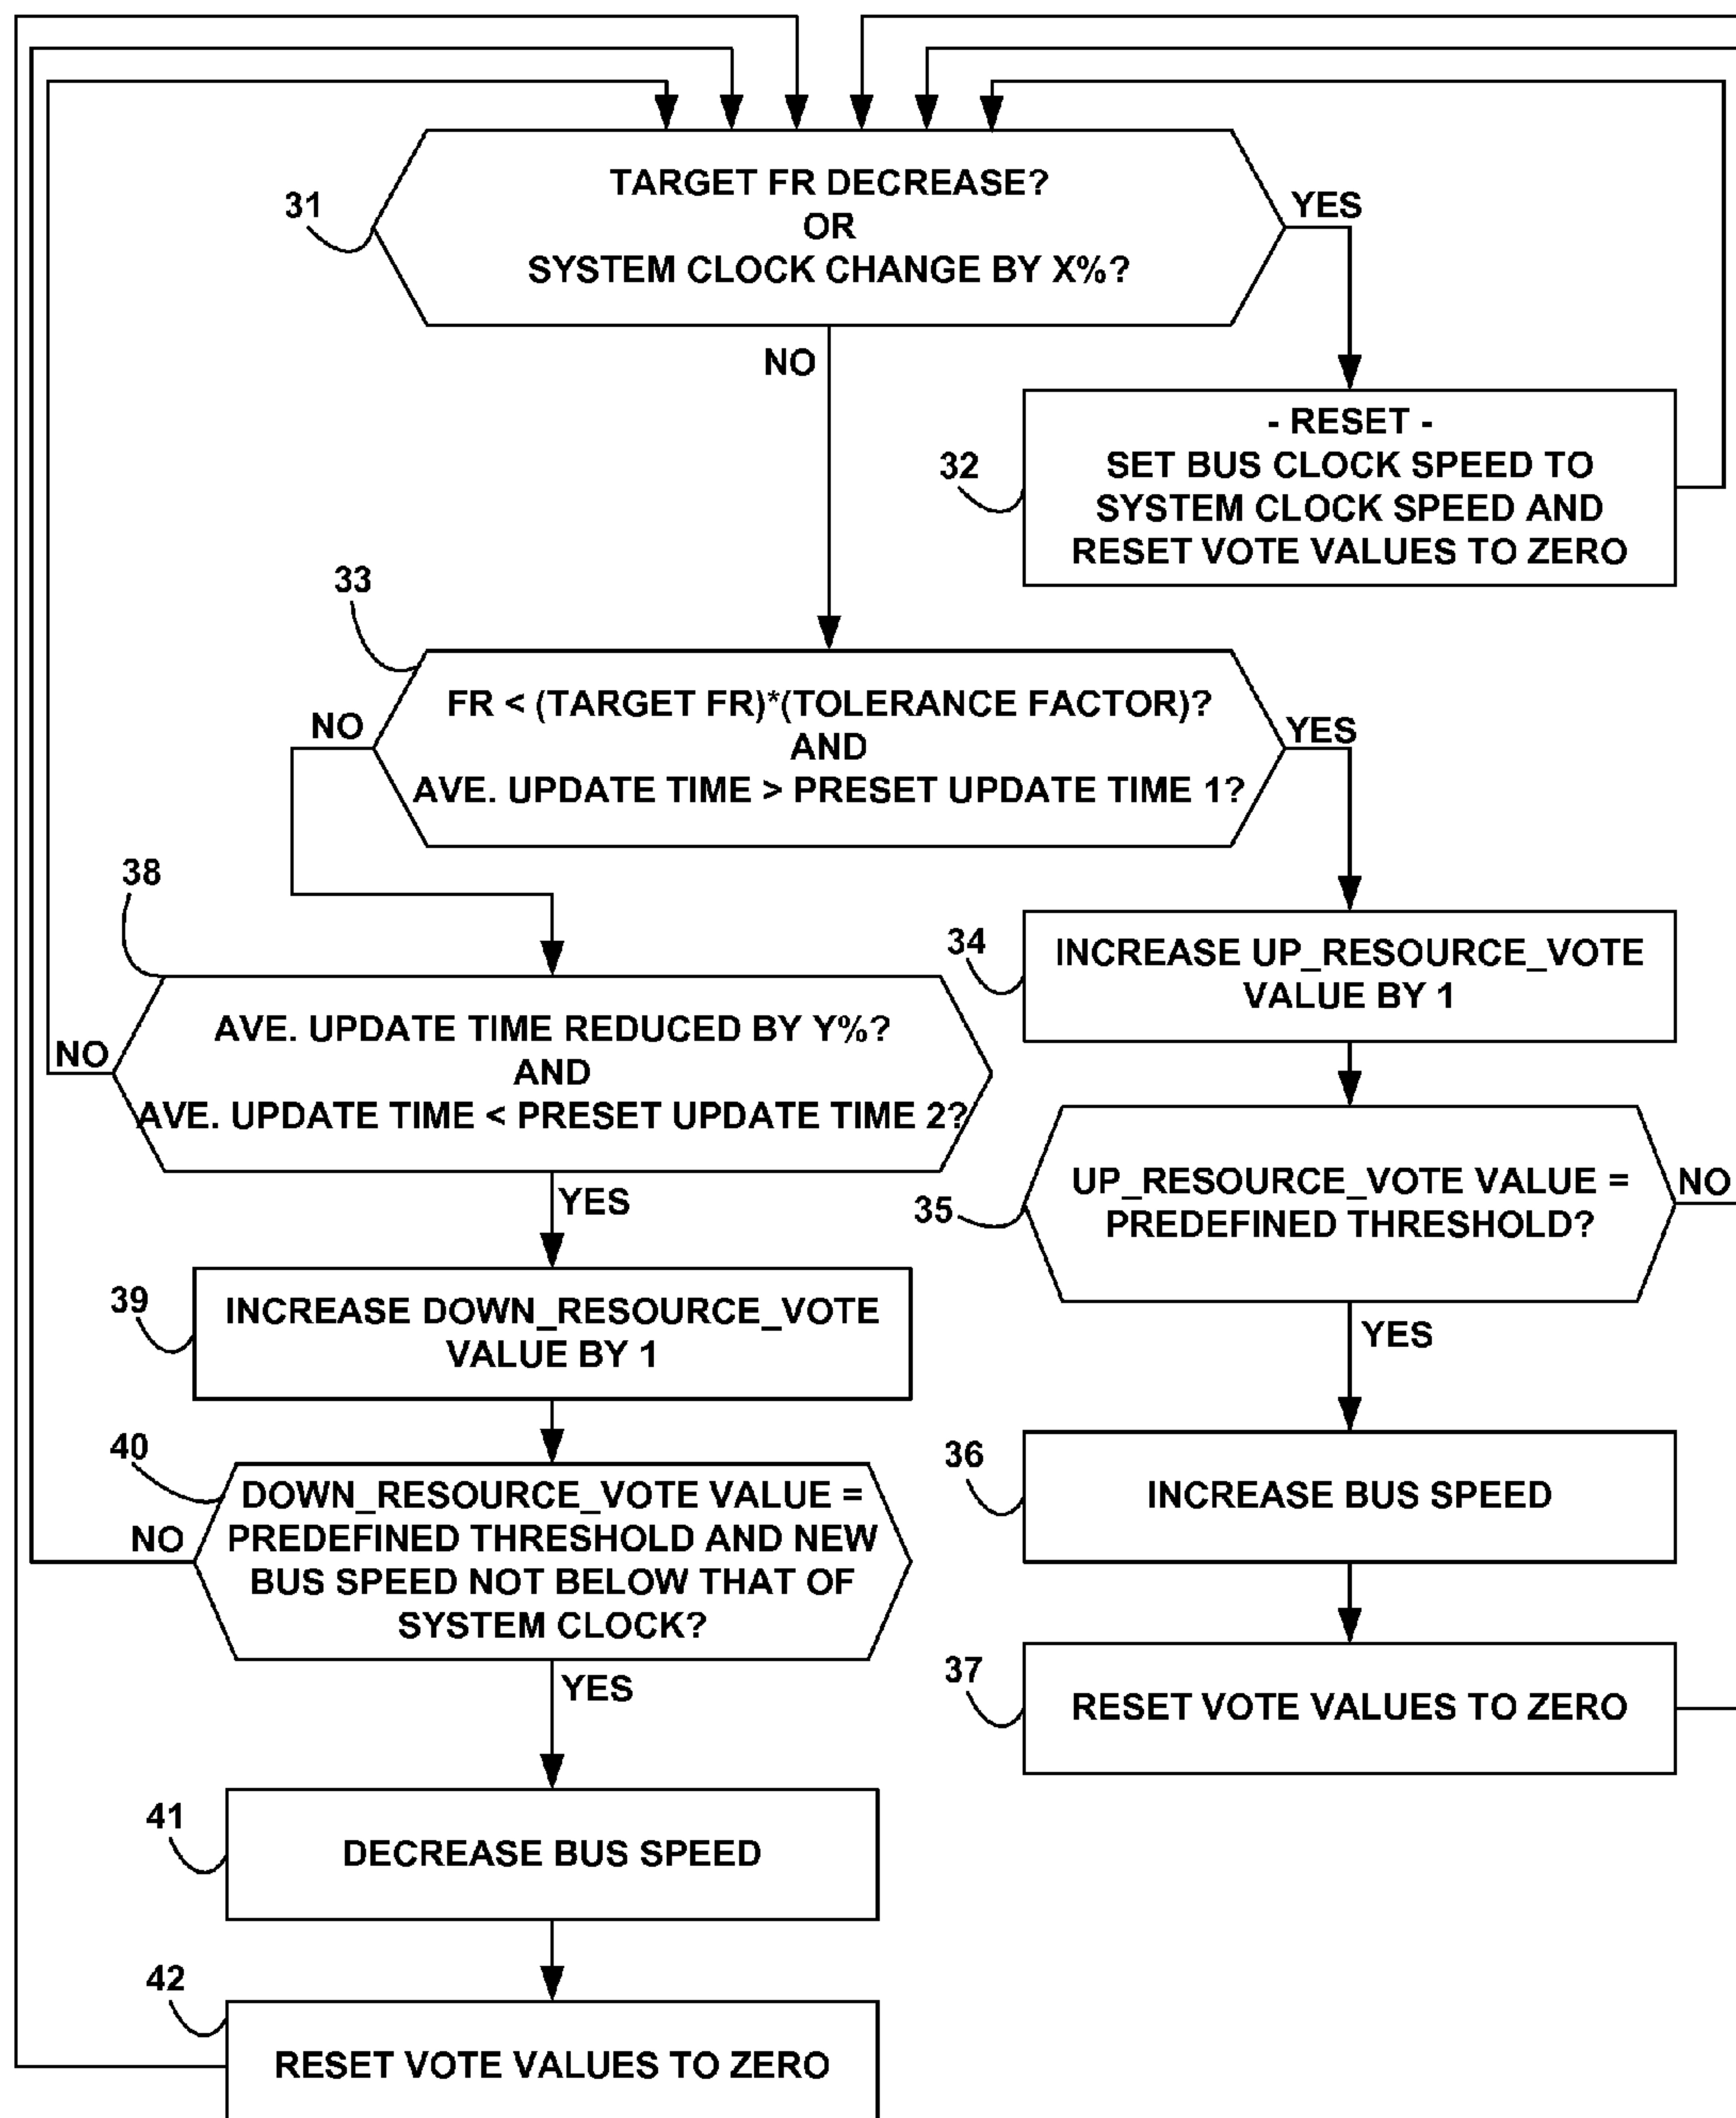 31
TARGET FR DECREASE?
OR
SYSTEM CLOCK CHANGE BY X%?
YES
NO
32
- RESET -
SET BUS CLOCK SPEED TO
SYSTEM CLOCK SPEED AND
RESET VOTE VALUES TO ZERO
33
FR < (TARGET FR)*(TOLERANCE FACTOR)?
AND
AVE. UPDATE TIME > PRESET UPDATE TIME 1?
NO
YES
38
AVE. UPDATE TIME REDUCED BY Y%?
AND
AVE. UPDATE TIME < PRESET UPDATE TIME 2?
NO
YES
34
INCREASE UP_RESOURCE_VOTE
VALUE BY 1
35
UP_RESOURCE_VOTE VALUE =
PREDEFINED THRESHOLD?
NO
YES
39
INCREASE DOWN_RESOURCE_VOTE
VALUE BY 1
40
DOWN_RESOURCE_VOTE VALUE =
PREDEFINED THRESHOLD AND NEW
BUS SPEED NOT BELOW THAT OF
SYSTEM CLOCK?
NO
YES
36
INCREASE BUS SPEED
37
RESET VOTE VALUES TO ZERO
41
DECREASE BUS SPEED
42
RESET VOTE VALUES TO ZERO